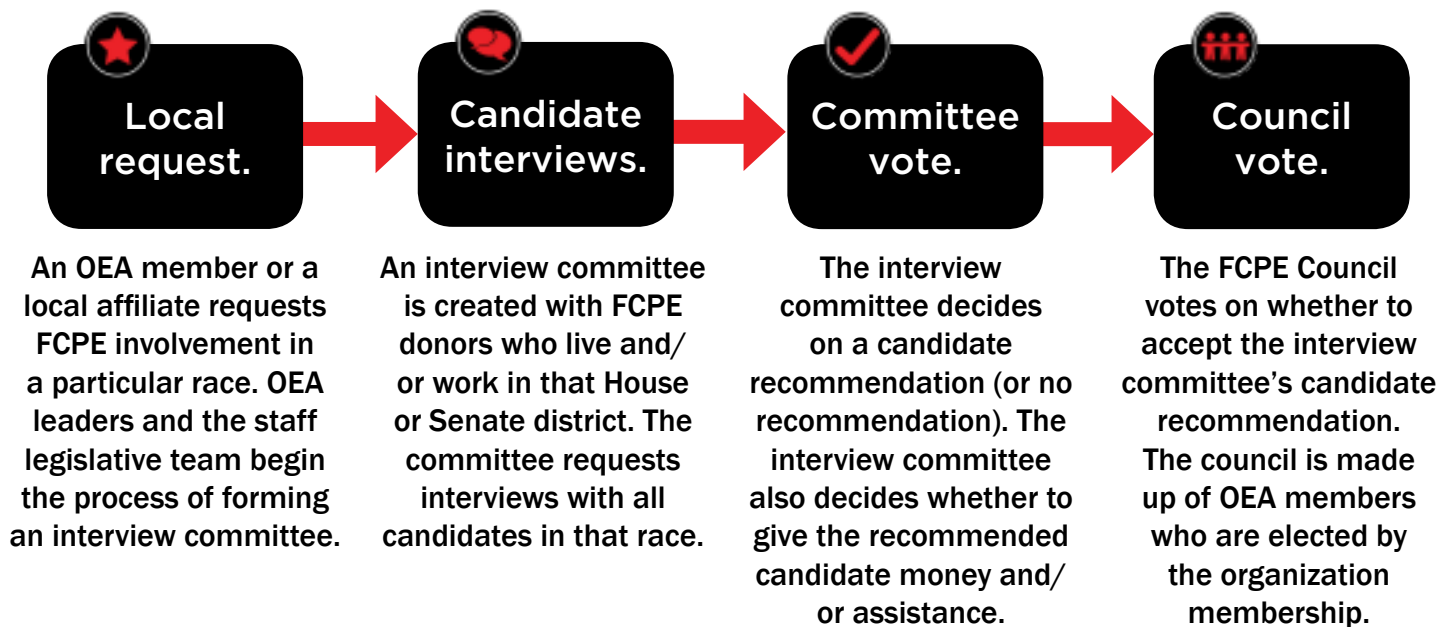 Local
request.
An OEA member or a
local affiliate requests
FCPE involvement in
a particular race. OEA
leaders and the staff
legislative team begin
the process of forming
an interview committee.
Candidate
interviews.
An interview committee
is created with FCPE
donors who live and/
or work in that House
or Senate district. The
committee requests
interviews with all
candidates in that race.
Committee
vote.
The interview
committee decides
on a candidate
recommendation (or no
recommendation). The
interview committee
also decides whether to
give the recommended
candidate money and/
or assistance.
Council
vote.
The FCPE Council
votes on whether to
accept the interview
committee’s candidate
recommendation.
The council is made
up of OEA members
who are elected by
the organization
membership.